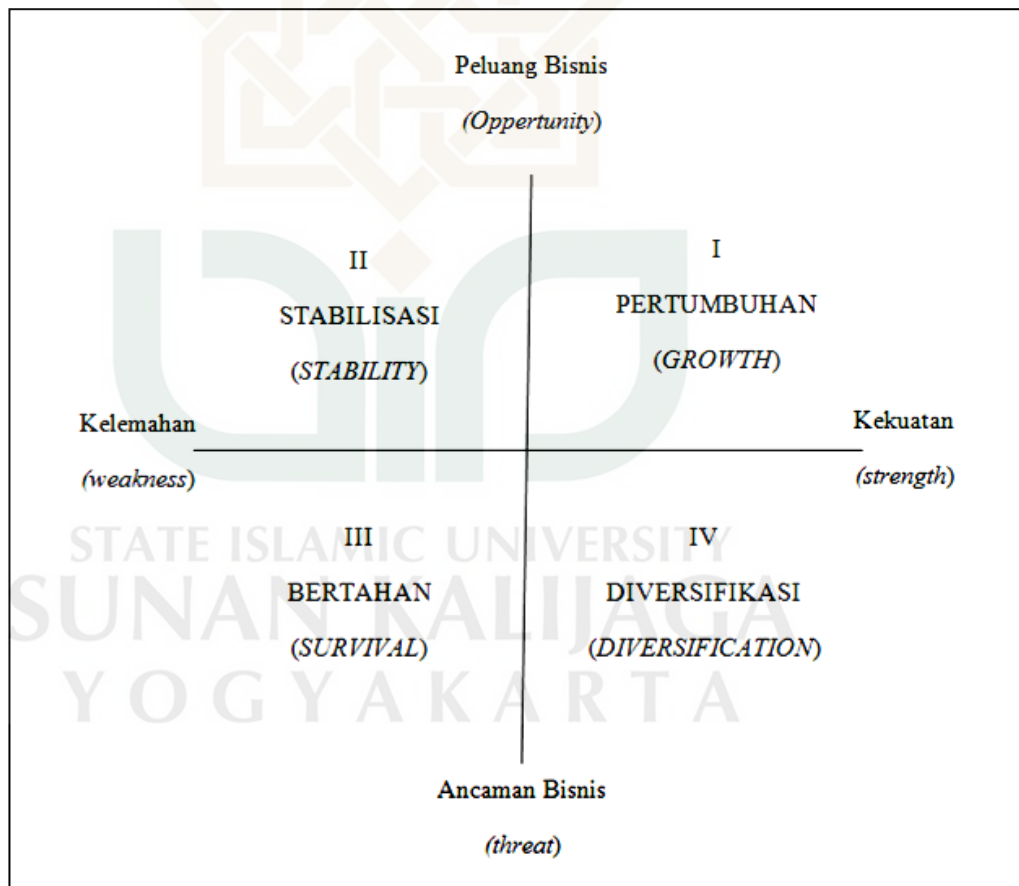 Peluang Bisnis
(Oppertunity)
II
STABILISASI
(STABILITY)
I
PERTUMBUHAN
(GROWTH)
Kelemahan
(weakness)
Kekuatan
(strength)
III
BERTAHAN
(SURVIVAL)
IV
DIVERSIFIKASI
(DIVERSIFICATION)
Ancaman Bisnis
(threat)
STATE ISLAMIC UNIVERSITY
SUNAN KALIJAGA
YOGYAKARTA